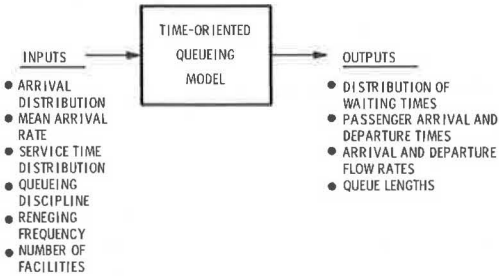 INPUTS
● ARRIVAL
DISTRIBUTION
● MEAN ARRIVAL
RATE
● SERVICE TIME
DISTRIBUTION
● QUEUEING
DISCIPLINE
● RENEGING
FREQUENCY
● NUMBER OF
FACILITIES
TIME-ORIENTED
QUEUEING
MODEL
OUTPUTS
● DISTRIBUTION OF
WAITING TIMES
● PASSENGER ARRIVAL AND
DEPARTURE TIMES
● ARRIVAL AND DEPARTURE
FLOW RATES
● QUEUE LENGTHS